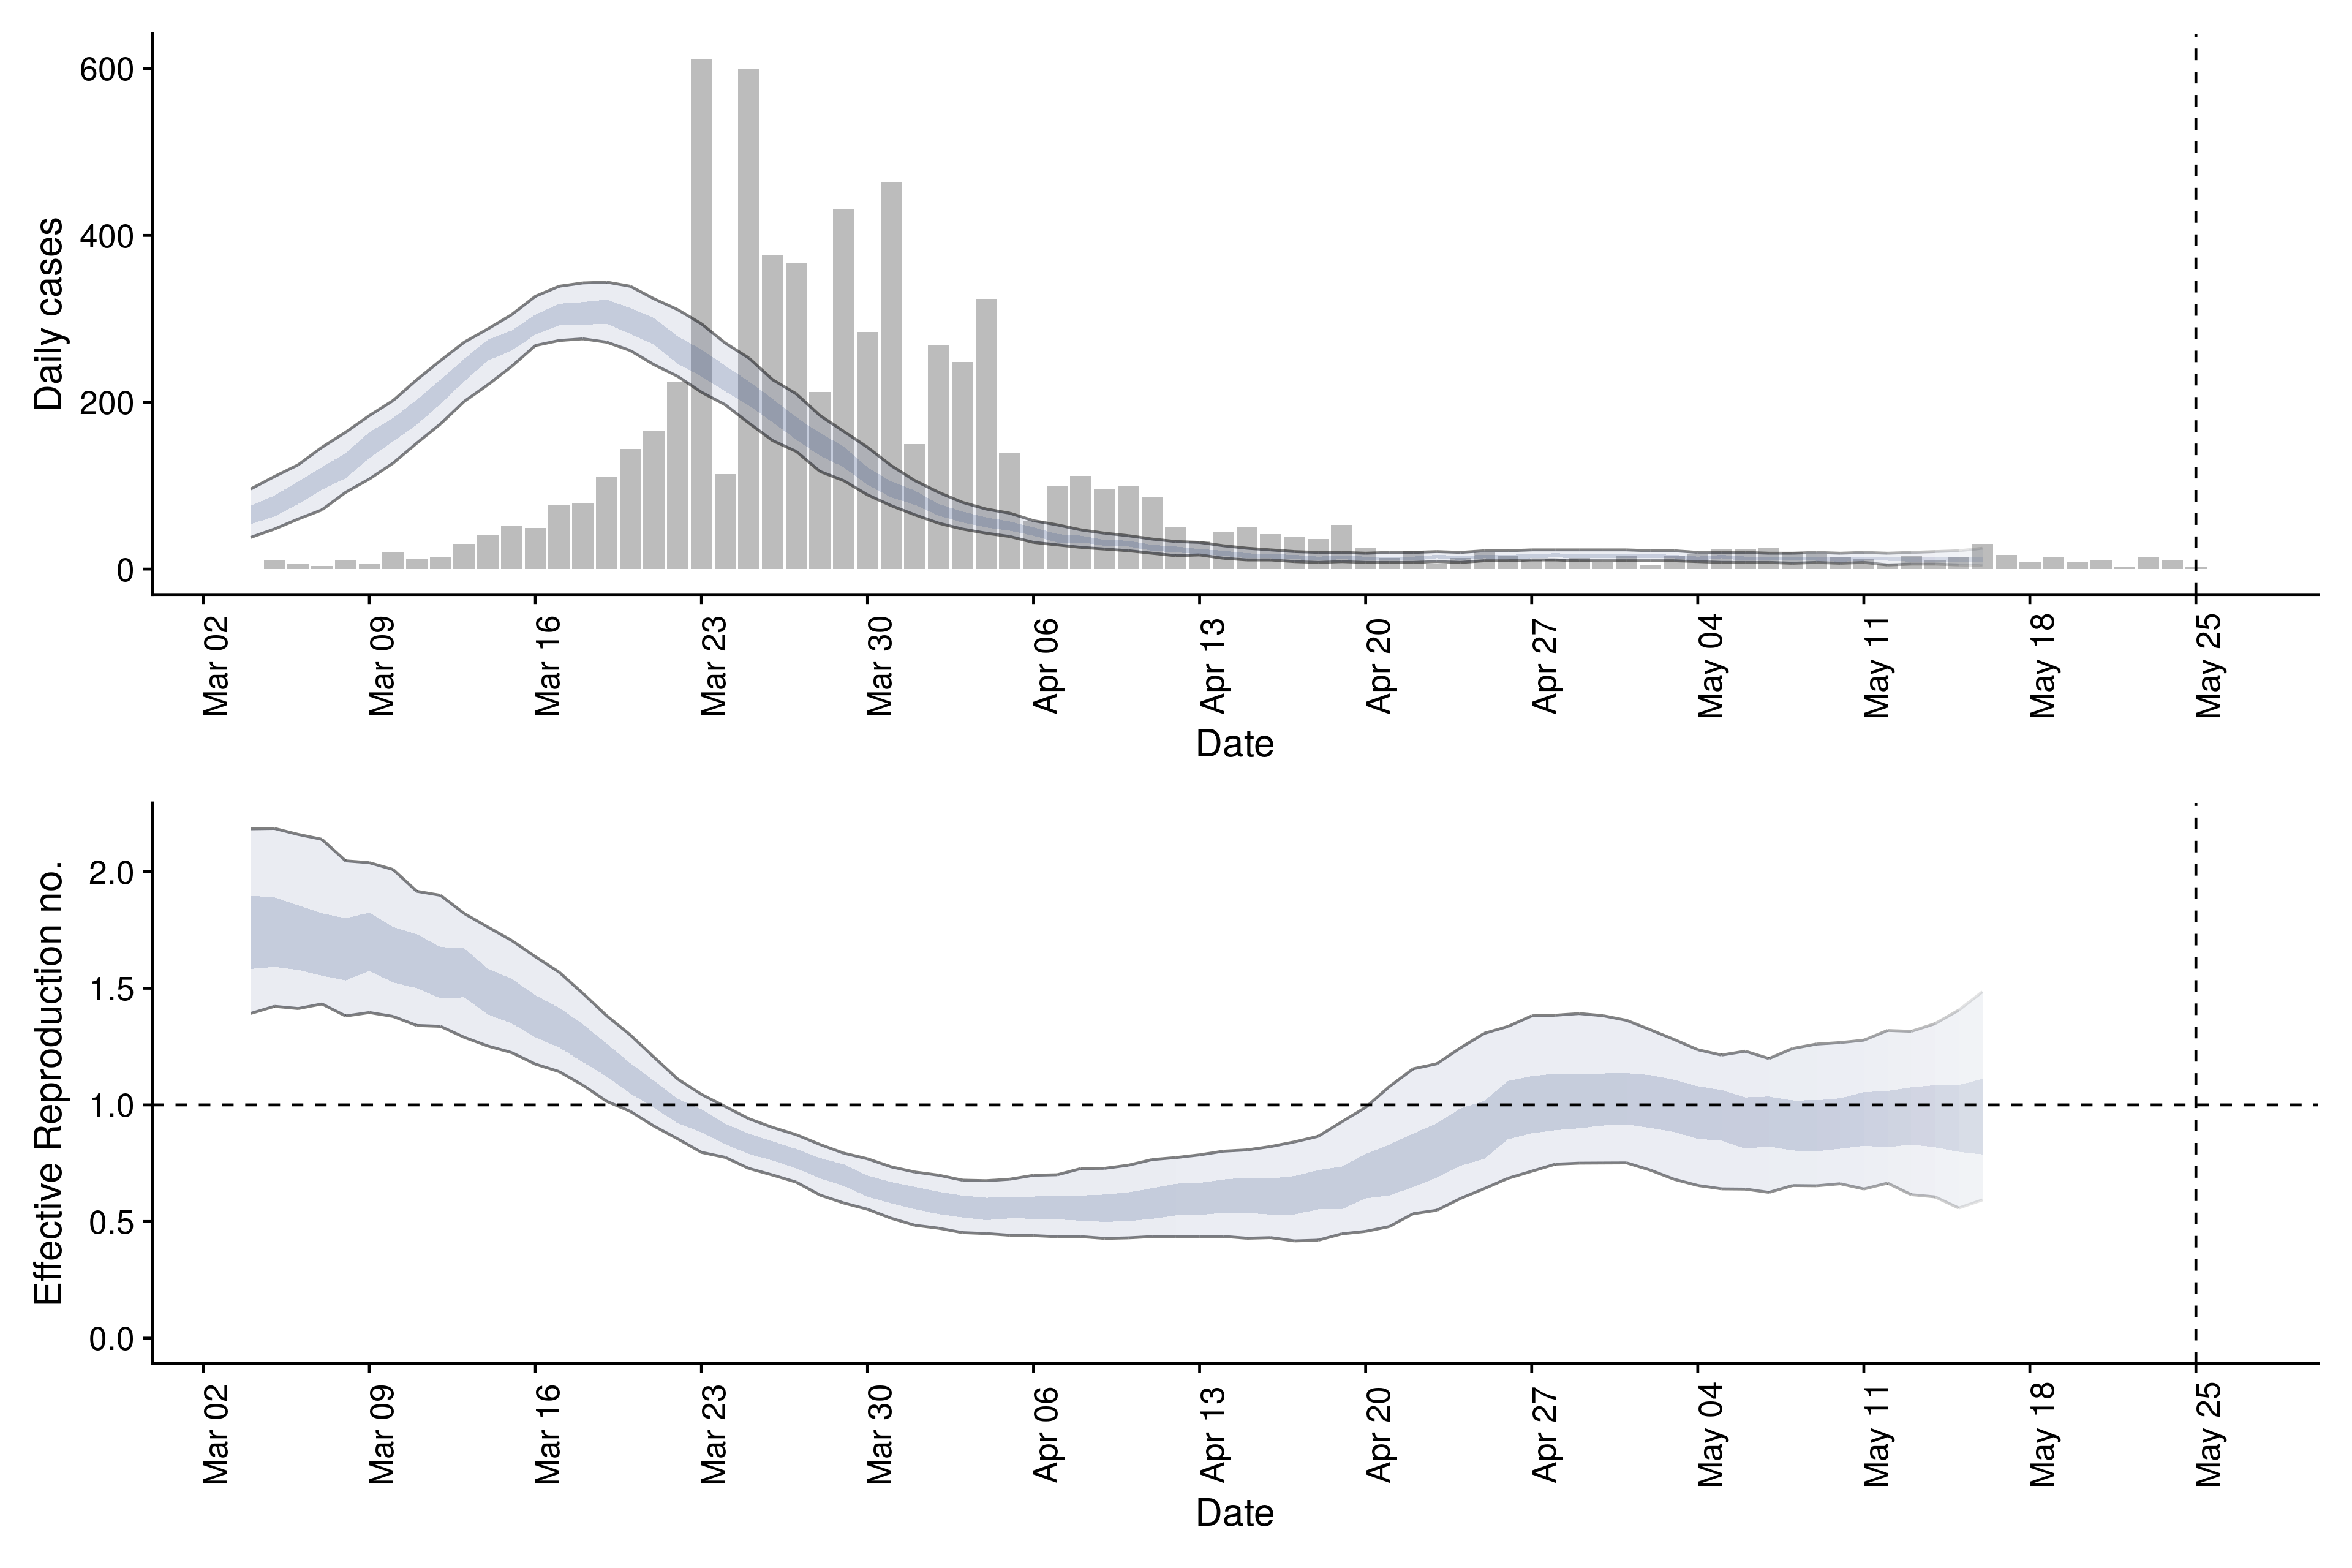 Daily cases
600
400
200
0
Mar 02
Mar 09
Mar 16
Mar 23
Mar 30
Apr 06
Apr 13
Apr 20
Apr 27
May 04
May 11
May 18
May 25
Date
Effective Reproduction no.
2.0
1.5
1.0
0.5
0.0
Mar 02
Mar 09
Mar 16
Mar 23
Mar 30
Apr 06
Apr 13
Apr 20
Apr 27
May 04
May 11
May 18
May 25
Date